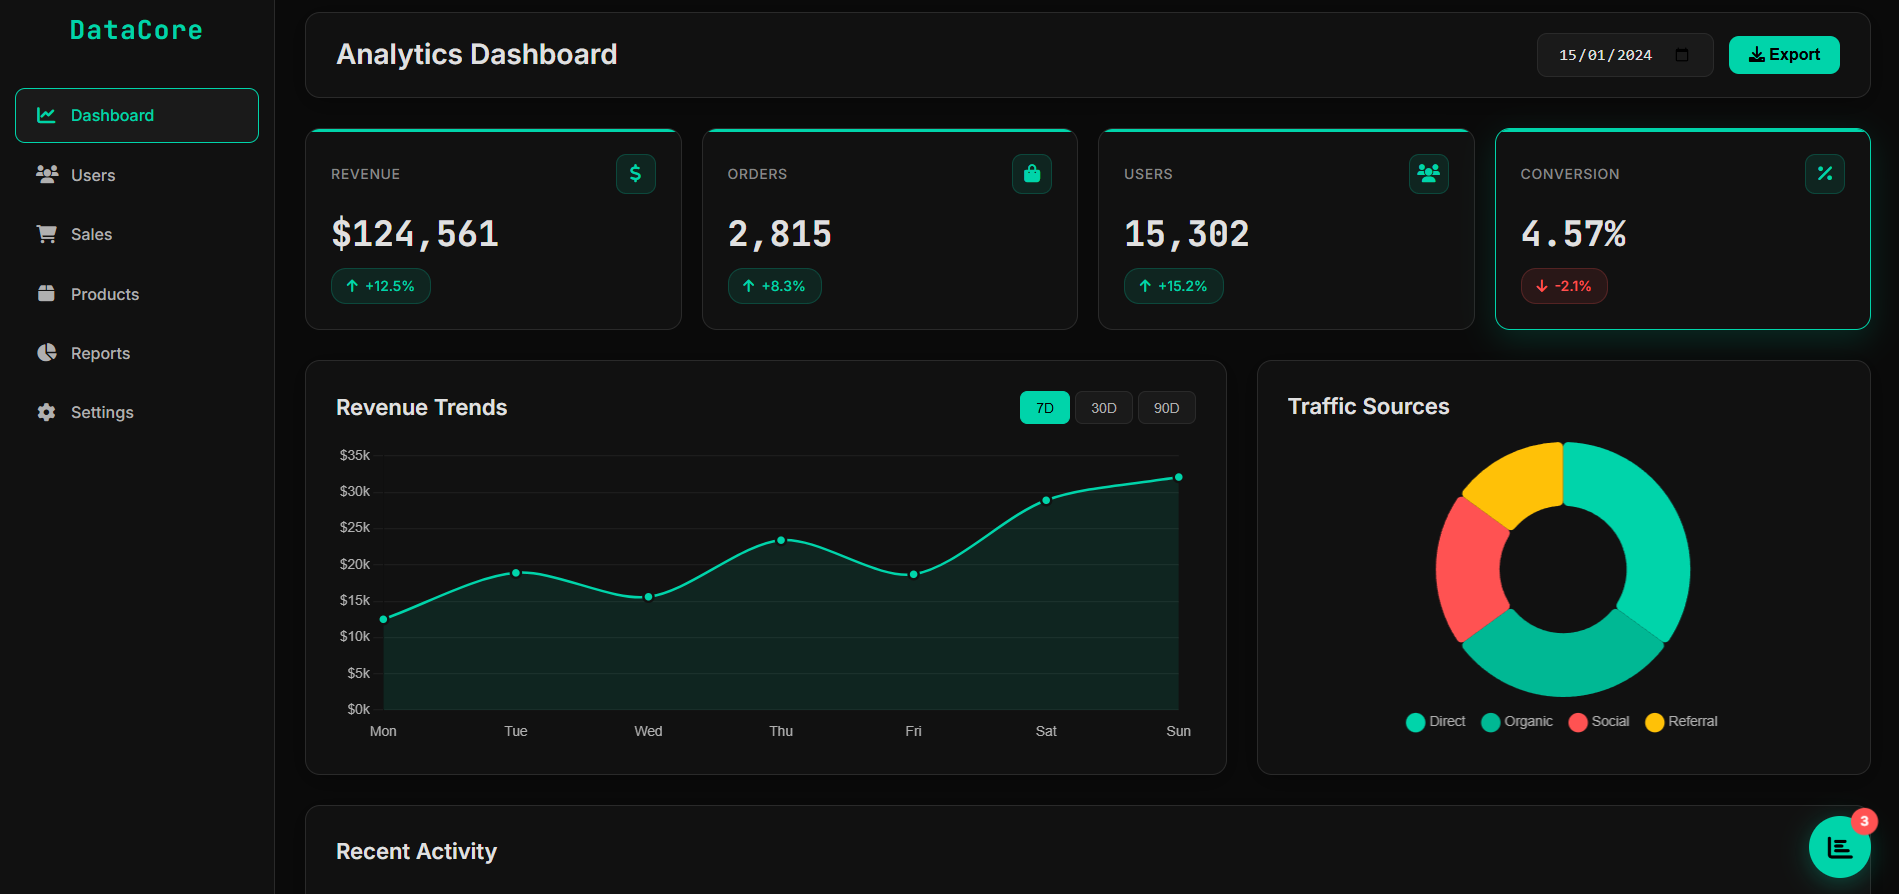 DataCore
Dashboard
Users
Sales
Products
Reports
Settings
Analytics Dashboard
15/01/2024
Export
REVENUE
$
$124,561
+12.5%
ORDERS
2,815
+8.3%
USERS
15,302
+15.2%
CONVERSION
%
4.57%
-2.1%
Revenue Trends
7D
30D
90D
$35k
$30k
$25k
$20k
$15k
$10k
$5k
$0k
Mon Tue Wed Thu Fri Sat Sun
Traffic Sources
Direct Organic Social Referral
Recent Activity
3